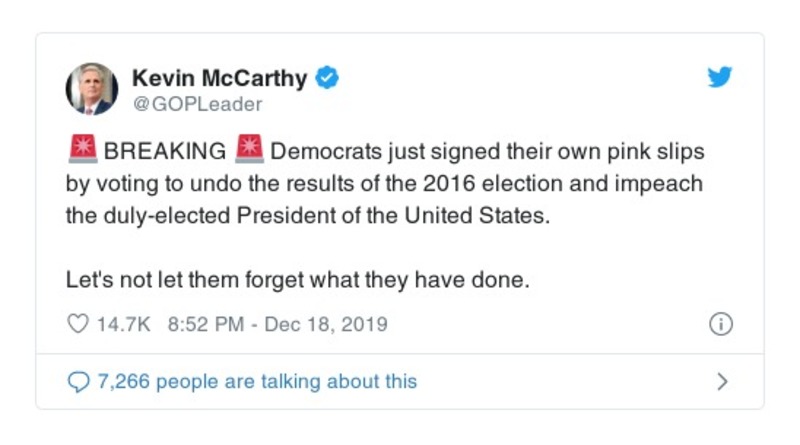 Kevin McCarthy
@GOPLeader
🚨 BREAKING 🚨 Democrats just signed their own pink slips
by voting to undo the results of the 2016 election and impeach
the duly-elected President of the United States.
Let's not let them forget what they have done.
14.7K 8:52 PM - Dec 18, 2019
7,266 people are talking about this